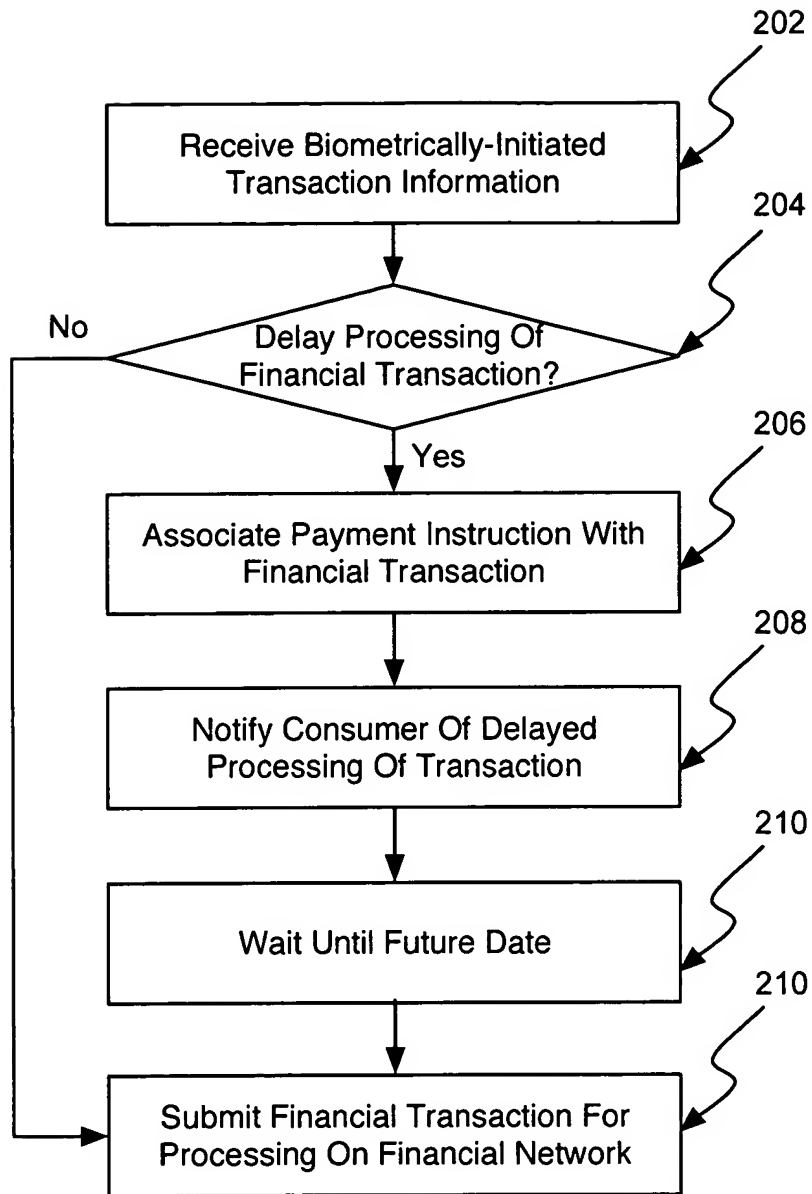 202
Receive Biometrically-Initiated
Transaction Information
204
No
Delay Processing Of
Financial Transaction?
Yes
206
Associate Payment Instruction With
Financial Transaction
208
Notify Consumer Of Delayed
Processing Of Transaction
210
Wait Until Future Date
210
Submit Financial Transaction For
Processing On Financial Network